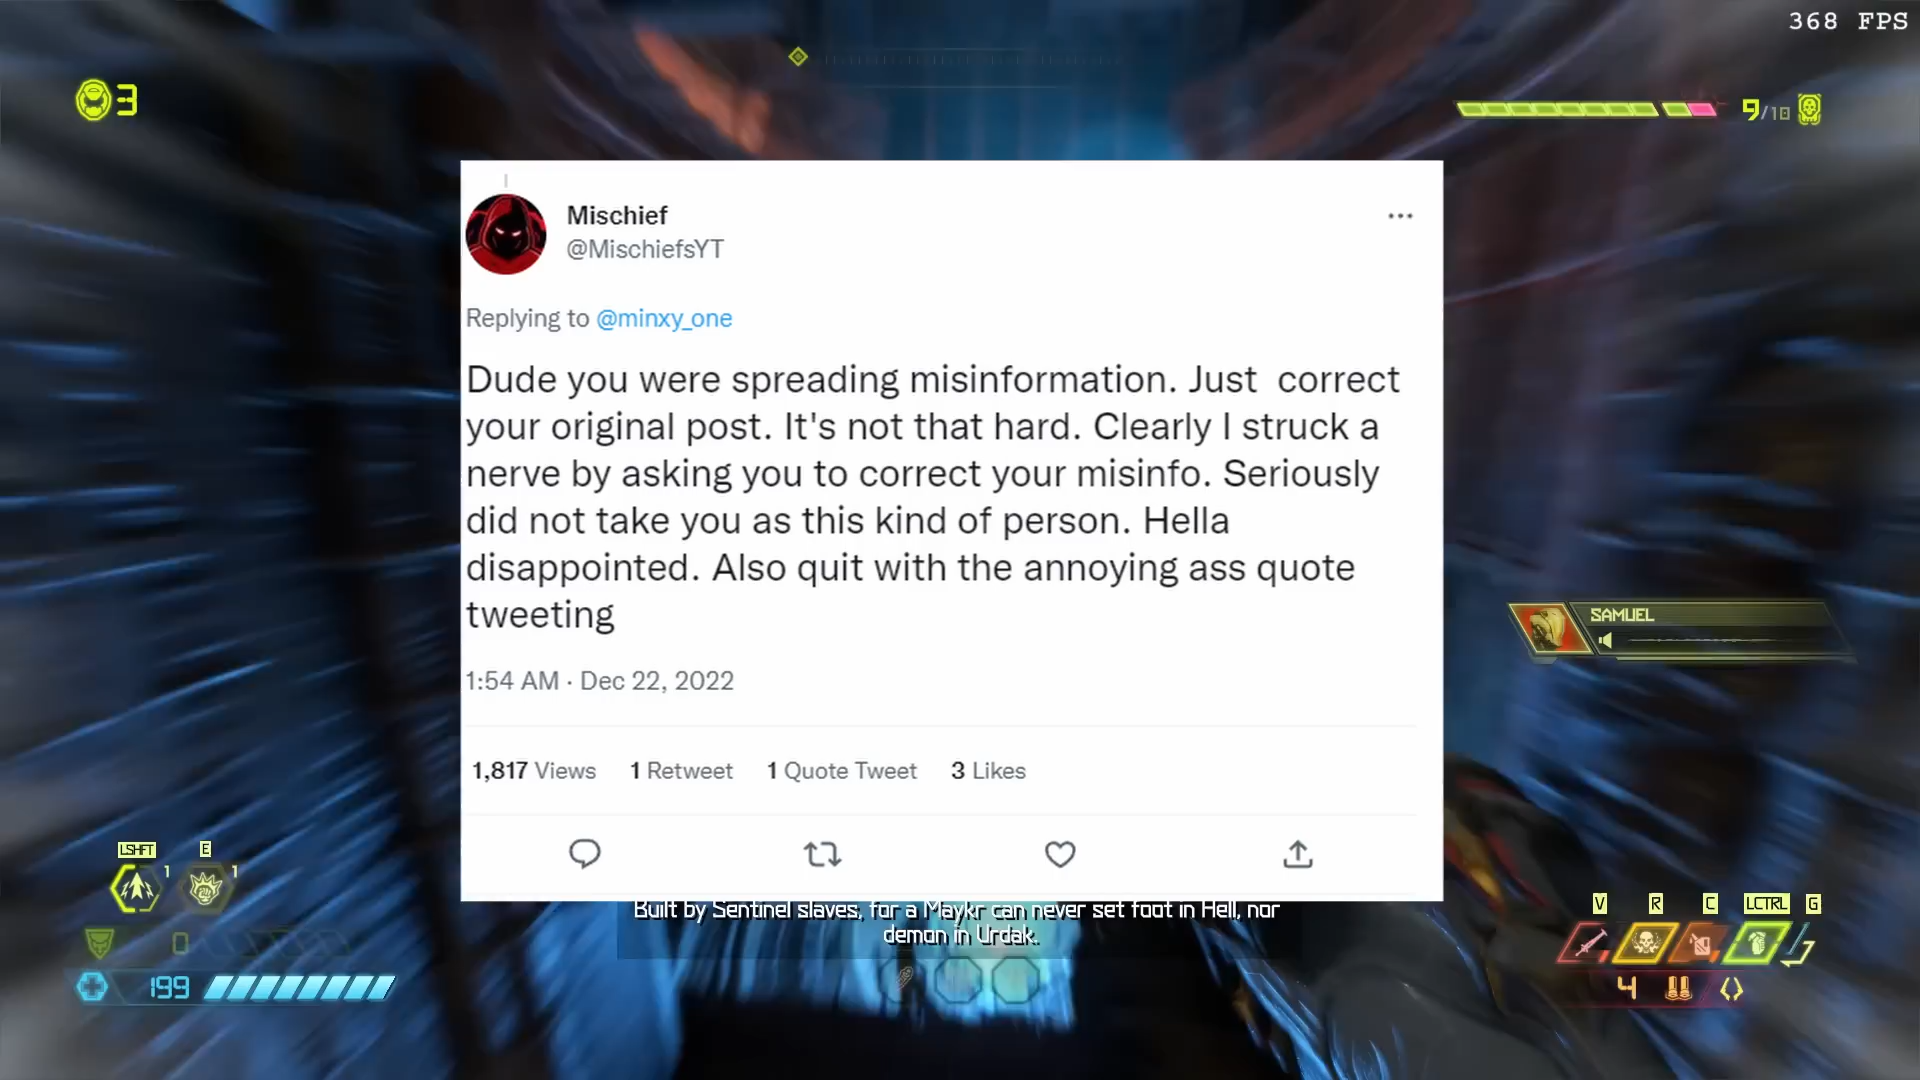 368 FPS
3
9/10
Mischief
@MischiefsYT
Replying to @minxy_one
Dude you were spreading misinformation. Just correct
your original post. It's not that hard. Clearly I struck a
nerve by asking you to correct your misinfo. Seriously
did not take you as this kind of person. Hella
disappointed. Also quit with the annoying ass quote
tweeting
1:54 AM · Dec 22, 2022
1,817 Views 1 Retweet 1 Quote Tweet 3 Likes
SAMUEL
Built by Sentinel slaves, for a Maykr can never set foot in Hell, nor
demon in Urdak.
LSHFT E
1 1
0
199
V R C LCTRL G
4